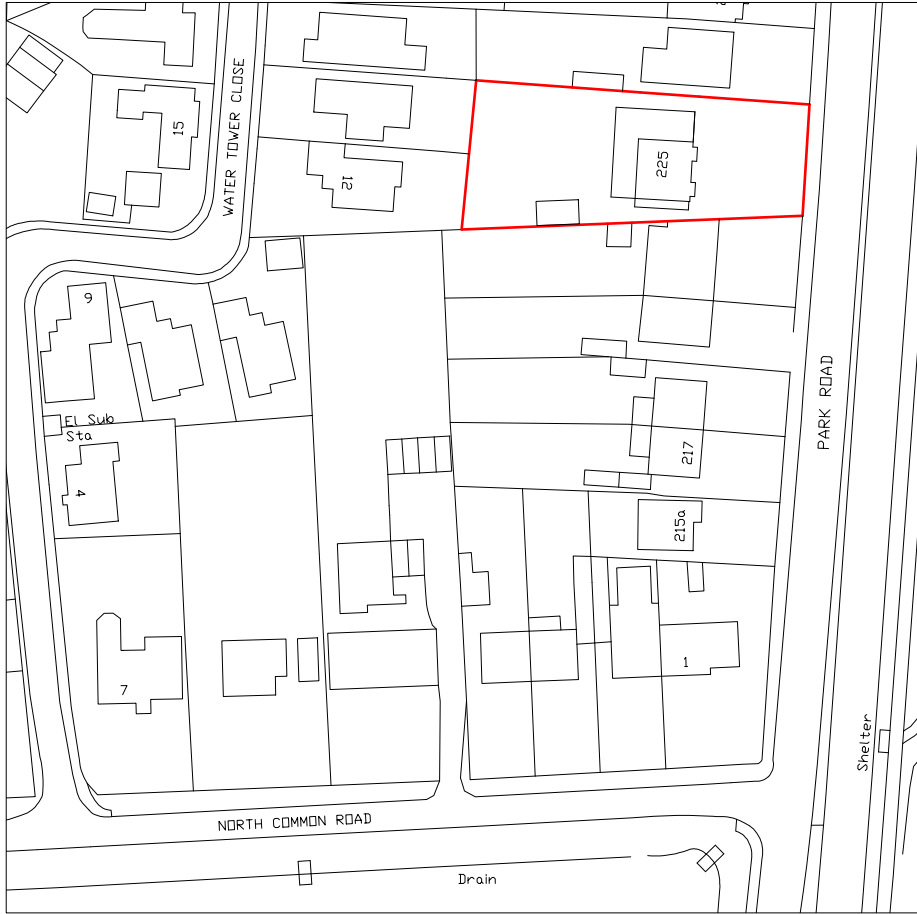 WATER TOWER CLOSE
15
12
225
9
El Sub
Sta
4
PARK ROAD
217
215a
7
1
Shelter
NORTH COMMON ROAD
Drain